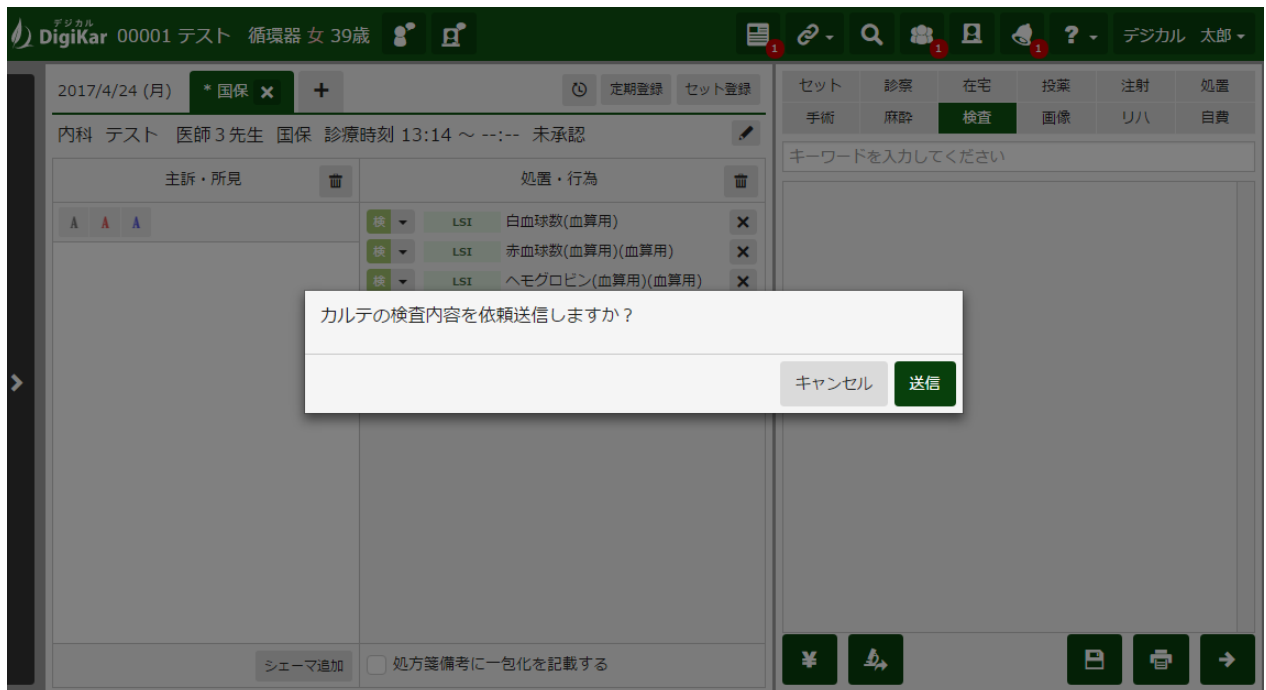 デジカル
DigiKar 00001 テスト 循環器 女 39歳
1 1 1 ? デジカル 太郎
2017/4/24 (月) * 国保 × + 定期登録 セット登録
内科 テスト 医師3先生 国保 診療時刻 13:14 ～ --:-- 未承認
主訴・所見 処置・行為
A A A
検 LSI 白血球数(血算用)
検 LSI 赤血球数(血算用)(血算用)
検 LSI ヘモグロビン(血算用)(血算用)
シェーマ追加 処方箋備考に一包化を記載する
セット 診察 在宅 投薬 注射 処置
手術 麻酔 検査 画像 リハ 自費
キーワードを入力してください
カルテの検査内容を依頼送信しますか？
キャンセル 送信
¥